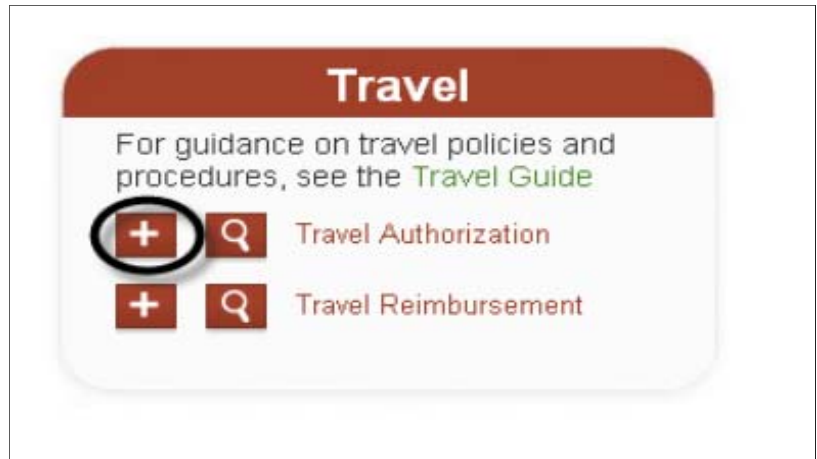 Travel
For guidance on travel policies and
procedures, see the Travel Guide
Travel Authorization
Travel Reimbursement